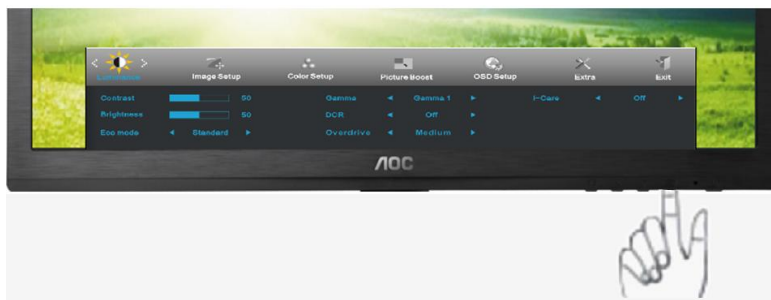 Luminance Image Setup Color Setup Picture Boost OSD Setup Extra Exit
Contrast 50 Gamma Gamma 1 I-Care Off
Brightness 50 DCR Off
Eco mode Standard Overdrive Medium
AOC